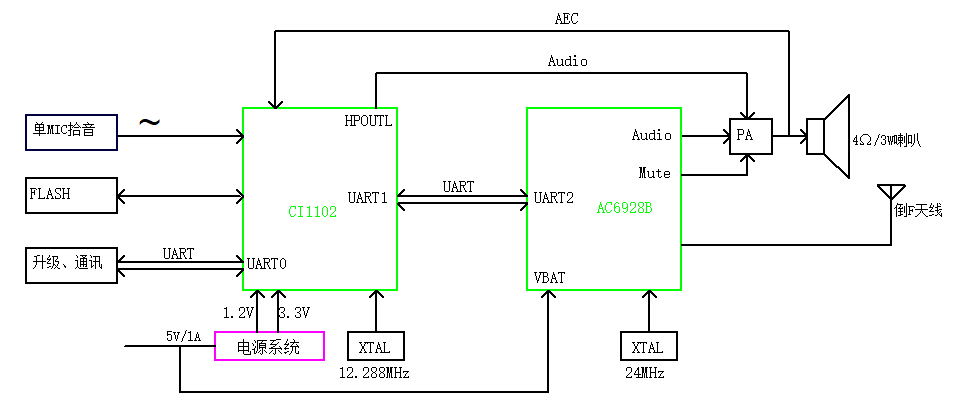 AEC
Audio
单MIC拾音
~
HPOUTL
Audio
PA
4Ω/3W喇叭
Mute
FLASH
UART1
UART
UART2
CI1102
AC6928B
倒F天线
升级、通讯
UART
UART0
VBAT
1.2V
3.3V
5V/1A
电源系统
XTAL
XTAL
12.288MHz
24MHz